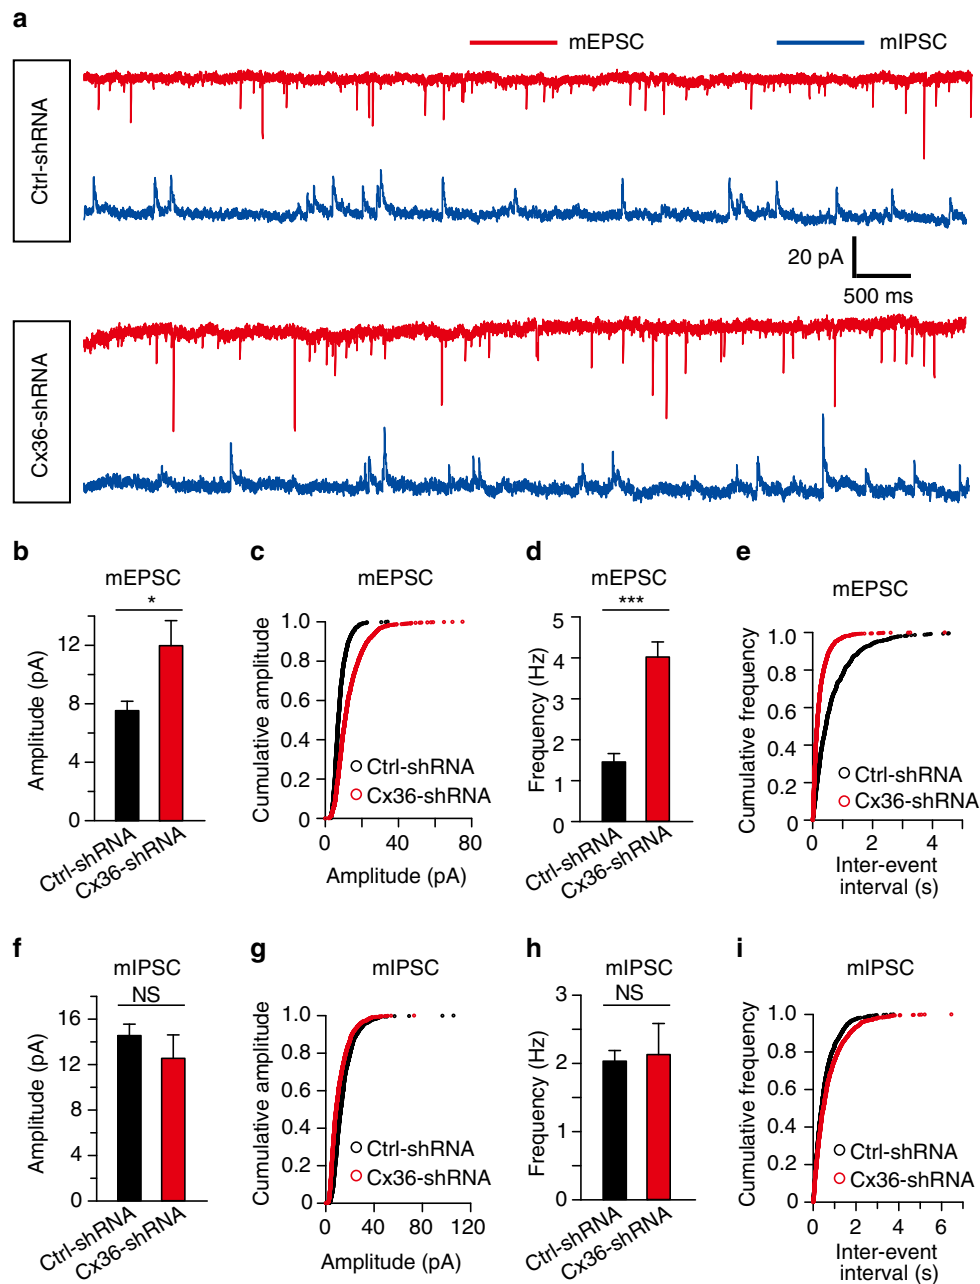 a
mEPSC
mIPSC
Ctrl-shRNA
20 pA
500 ms
Cx36-shRNA
b
mEPSC
*
Amplitude (pA)
12
8
4
0
Ctrl-shRNA
Cx36-shRNA
c
mEPSC
Cumulative amplitude
1.0
0.8
0.6
0.4
0.2
0
Ctrl-shRNA
Cx36-shRNA
0
40
80
Amplitude (pA)
d
mEPSC
***
Frequency (Hz)
5
4
3
2
1
0
Ctrl-shRNA
Cx36-shRNA
e
mEPSC
Cumulative frequency
1.0
0.8
0.6
0.4
0.2
0
Ctrl-shRNA
Cx36-shRNA
0
2
4
Inter-event
interval (s)
f
mIPSC
NS
Amplitude (pA)
16
12
8
4
0
Ctrl-shRNA
Cx36-shRNA
g
mIPSC
Cumulative amplitude
1.0
0.8
0.6
0.4
0.2
0
Ctrl-shRNA
Cx36-shRNA
0
40
80
120
Amplitude (pA)
h
mIPSC
NS
Frequency (Hz)
3
2
1
0
Ctrl-shRNA
Cx36-shRNA
i
mIPSC
Cumulative frequency
1.0
0.8
0.6
0.4
0.2
0
Ctrl-shRNA
Cx36-shRNA
0
2
4
6
Inter-event
interval (s)